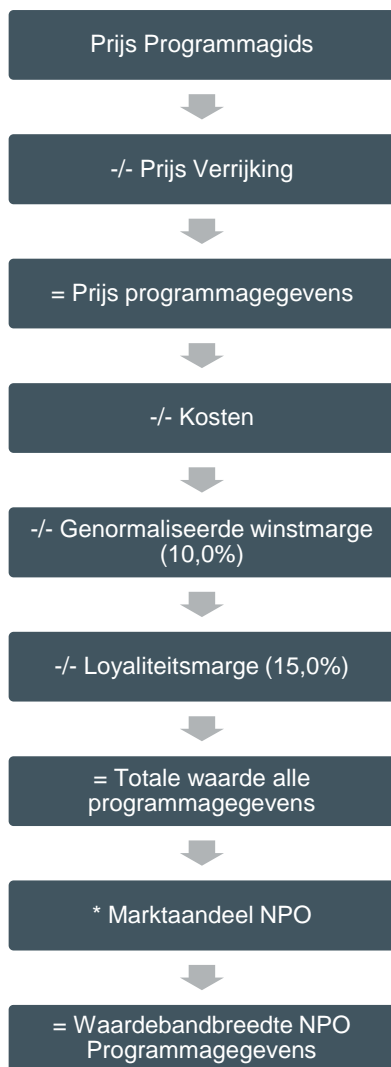 Prijs Programmagids
-/- Prijs Verrijking
= Prijs programmagegevens
-/- Kosten
-/- Genormaliseerde winstmarge
(10,0%)
-/- Loyaliteitsmarge (15,0%)
= Totale waarde alle
programmagegevens
* Marktaandeel NPO
= Waardebandbreedte NPO
Programmagegevens